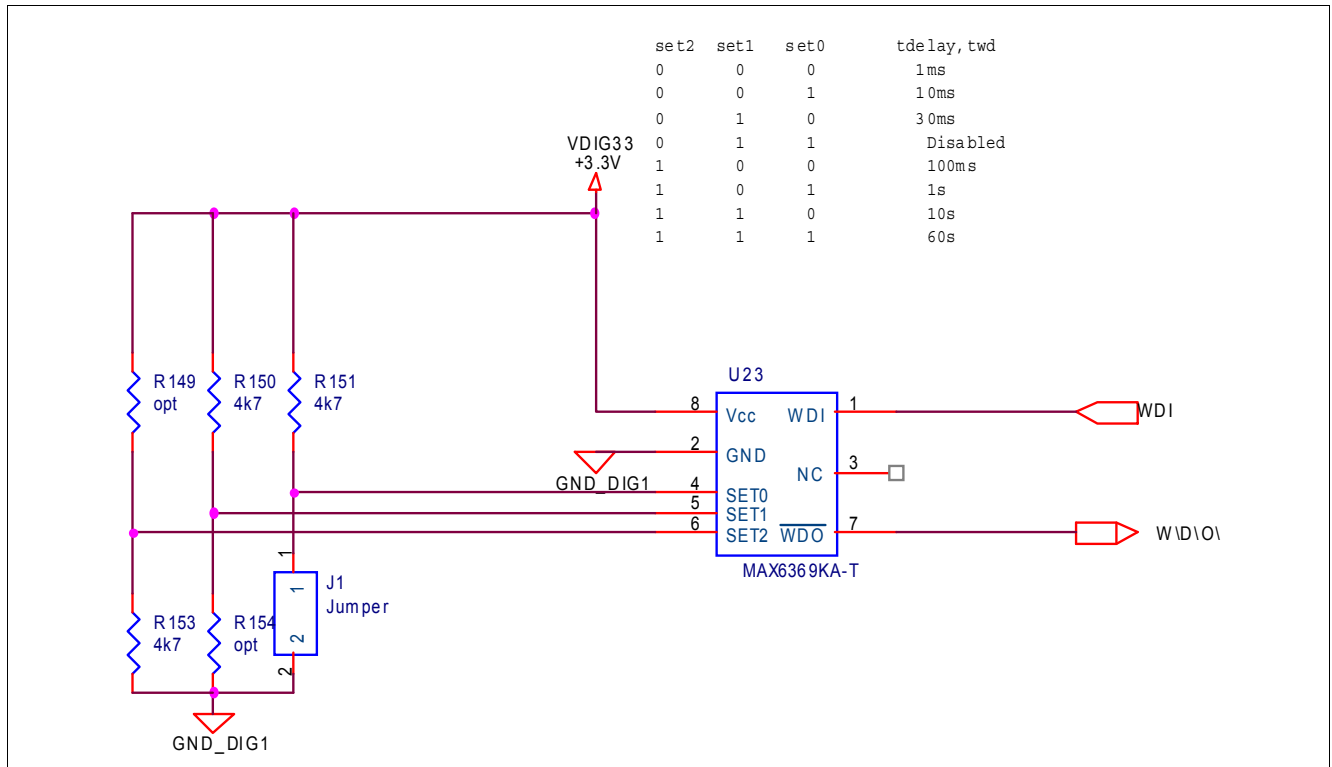 set2 set1 set0 tdelay,twd
0 0 0 1ms
0 0 1 10ms
0 1 0 30ms
0 1 1 Disabled
1 0 0 100ms
1 0 1 1s
1 1 0 10s
1 1 1 60s
VDIG33
+3.3V
R149
opt
R150
4k7
R151
4k7
U23
8 Vcc WDI 1
2 GND
NC 3
4 SET0
5 SET1
6 SET2 WDO 7
MAX6369KA-T
WDI
W\D\O\
GND_DIG1
1
1
J1
Jumper
2
2
R153
4k7
R154
opt
GND_DIG1